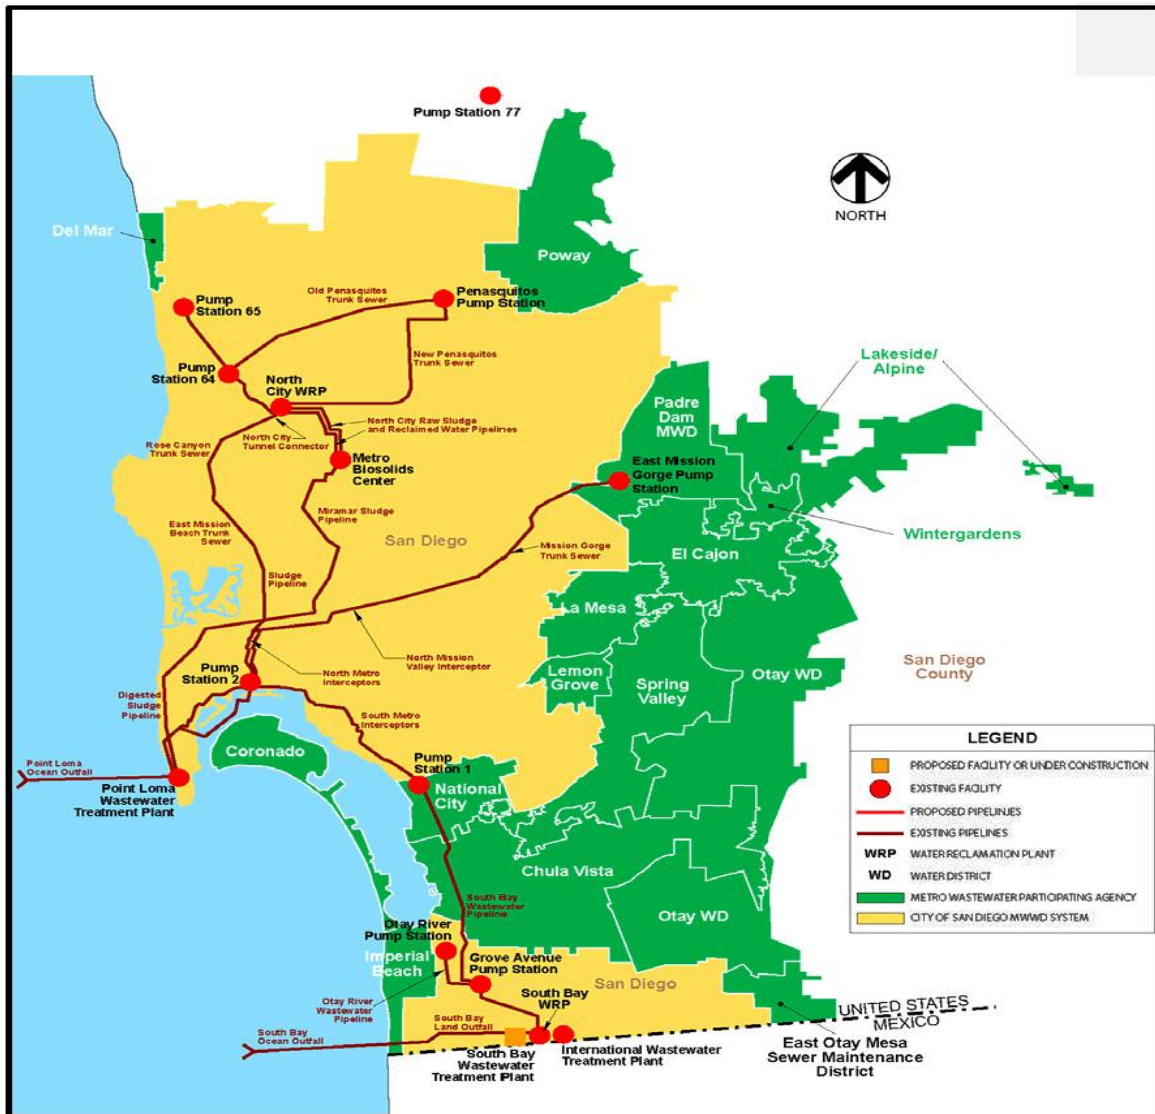 Pump Station 77
NORTH
Del Mar
Poway
Pump
Station 65
Old Penasquitos
Trunk Sewer
Penasquitos
Pump Station
New Penasquitos
Trunk Sewer
Pump
Station 64
North
City WRP
Lakeside/
Alpine
Padre
Dam
MWD
North City Raw Sludge
and Reclaimed Water Pipelines
North City
Tunnel Connector
Rose Canyon
Trunk Sewer
Metro
Biosolids
Center
East Mission
Gorge Pump
Station
Miramar Sludge
Pipeline
East Mission
Beach Trunk
Sewer
San Diego
Mission Gorge
Trunk Sewer
Wintergardens
El Cajon
Sludge
Pipeline
La Mesa
North Mission
Valley Interceptor
Pump
Station 2
North Metro
Interceptors
Lemon
Grove
Spring
Valley
Otay WD
San Diego
County
Digested
Sludge
Pipeline
South Metro
Interceptors
Coronado
Point Loma
Ocean Outfall
Point Loma
Wastewater
Treatment Plant
Pump
Station 1
National
City
LEGEND
PROPOSED FACILITY OR UNDER CONSTRUCTION
EXISTING FACILITY
PROPOSED PIPELINJES
EXISTING PIPELINES
WRP WATER RECLAMATION PLANT
WD WATER DISTRICT
METRO WASTEWATER PARTICIPATING AGENCY
CITY OF SAN DIEGO MWWD SYSTEM
Chula Vista
South Bay
Wastewater
Pipeline
Otay WD
Otay River
Pump Station
Imperial
Beach
Grove Avenue
Pump Station
San Diego
South Bay
WRP
Otay River
Wastewater
Pipeline
South Bay
Land Outfall
South Bay
Ocean Outfall
UNITED STATES
MEXICO
South Bay
Wastewater
Treatment Plant
International Wastewater
Treatment Plant
East Otay Mesa
Sewer Maintenance
District